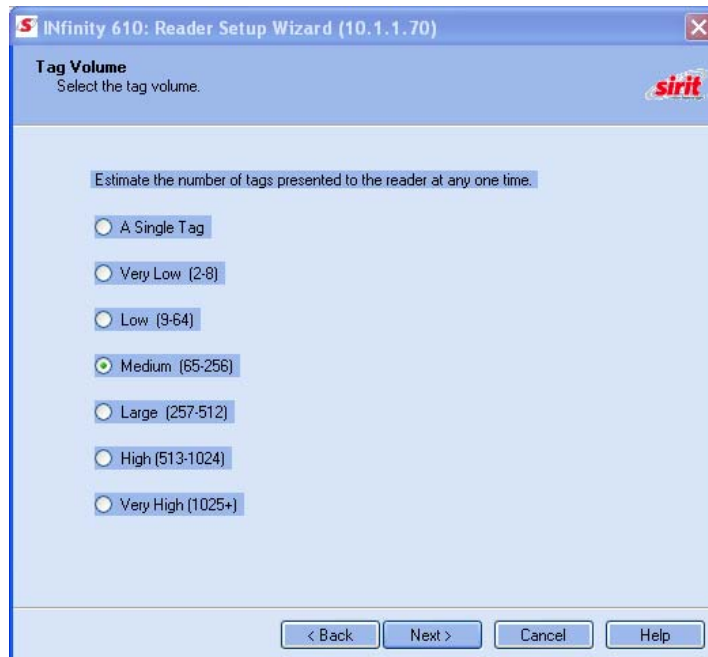 S INfinity 610: Reader Setup Wizard (10.1.1.70)
Tag Volume
Select the tag volume.
sirit
Estimate the number of tags presented to the reader at any one time.
A Single Tag
Very Low (2-8)
Low (9-64)
Medium (65-256)
Large (257-512)
High (513-1024)
Very High (1025+)
< Back Next > Cancel Help